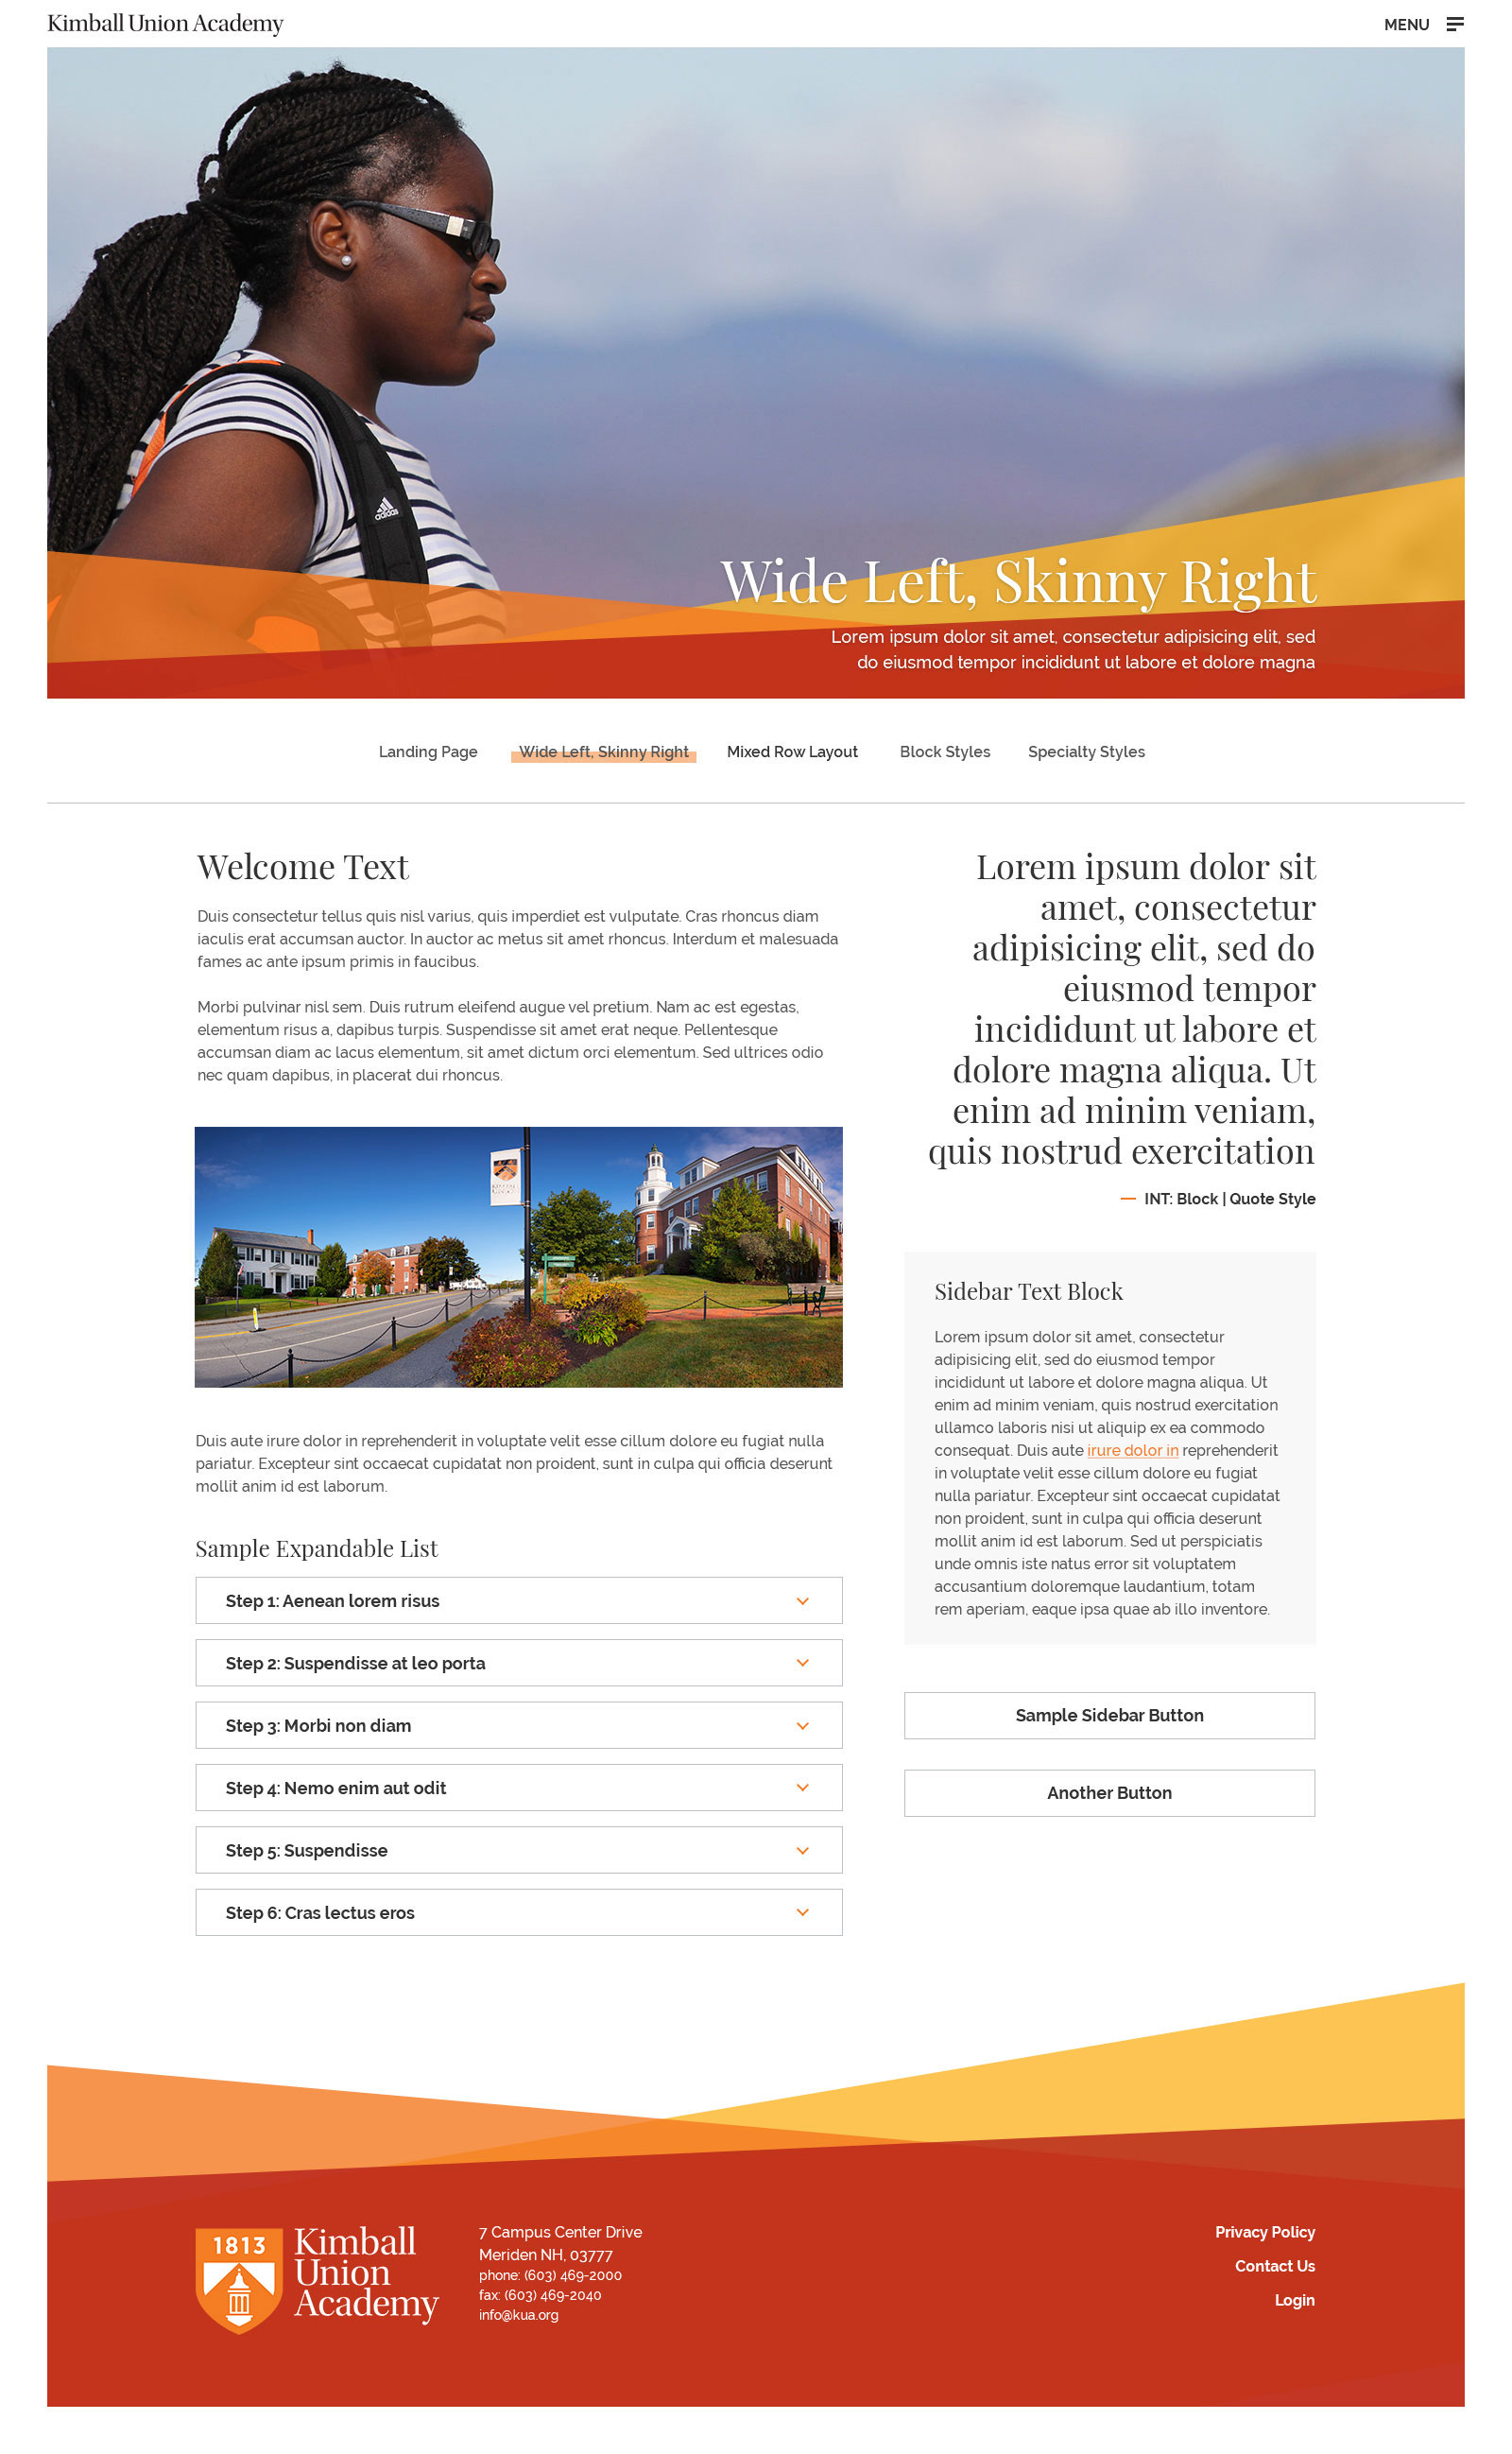 Kimball Union Academy
MENU
adidas
Wide Left, Skinny Right
Lorem ipsum dolor sit amet, consectetur adipisicing elit, sed
do eiusmod tempor incididunt ut labore et dolore magna
Landing Page
Wide Left, Skinny Right
Mixed Row Layout
Block Styles
Specialty Styles
Welcome Text
Duis consectetur tellus quis nisl varius, quis imperdiet est vulputate. Cras rhoncus diam
iaculis erat accumsan auctor. In auctor ac metus sit amet rhoncus. Interdum et malesuada
fames ac ante ipsum primis in faucibus.
Morbi pulvinar nisl sem. Duis rutrum eleifend augue vel pretium. Nam ac est egestas,
elementum risus a, dapibus turpis. Suspendisse sit amet erat neque. Pellentesque
accumsan diam ac lacus elementum, sit amet dictum orci elementum. Sed ultrices odio
nec quam dapibus, in placerat dui rhoncus.
Duis aute irure dolor in reprehenderit in voluptate velit esse cillum dolore eu fugiat nulla
pariatur. Excepteur sint occaecat cupidatat non proident, sunt in culpa qui officia deserunt
mollit anim id est laborum.
Sample Expandable List
Step 1: Aenean lorem risus
Step 2: Suspendisse at leo porta
Step 3: Morbi non diam
Step 4: Nemo enim aut odit
Step 5: Suspendisse
Step 6: Cras lectus eros
Lorem ipsum dolor sit
amet, consectetur
adipisicing elit, sed do
eiusmod tempor
incididunt ut labore et
dolore magna aliqua. Ut
enim ad minim veniam,
quis nostrud exercitation
— INT: Block | Quote Style
Sidebar Text Block
Lorem ipsum dolor sit amet, consectetur
adipisicing elit, sed do eiusmod tempor
incididunt ut labore et dolore magna aliqua. Ut
enim ad minim veniam, quis nostrud exercitation
ullamco laboris nisi ut aliquip ex ea commodo
consequat. Duis aute irure dolor in reprehenderit
in voluptate velit esse cillum dolore eu fugiat
nulla pariatur. Excepteur sint occaecat cupidatat
non proident, sunt in culpa qui officia deserunt
mollit anim id est laborum. Sed ut perspiciatis
unde omnis iste natus error sit voluptatem
accusantium doloremque laudantium, totam
rem aperiam, eaque ipsa quae ab illo inventore.
Sample Sidebar Button
Another Button
1813
Kimball
Union
Academy
7 Campus Center Drive
Meriden NH, 03777
phone: (603) 469-2000
fax: (603) 469-2040
info@kua.org
Privacy Policy
Contact Us
Login